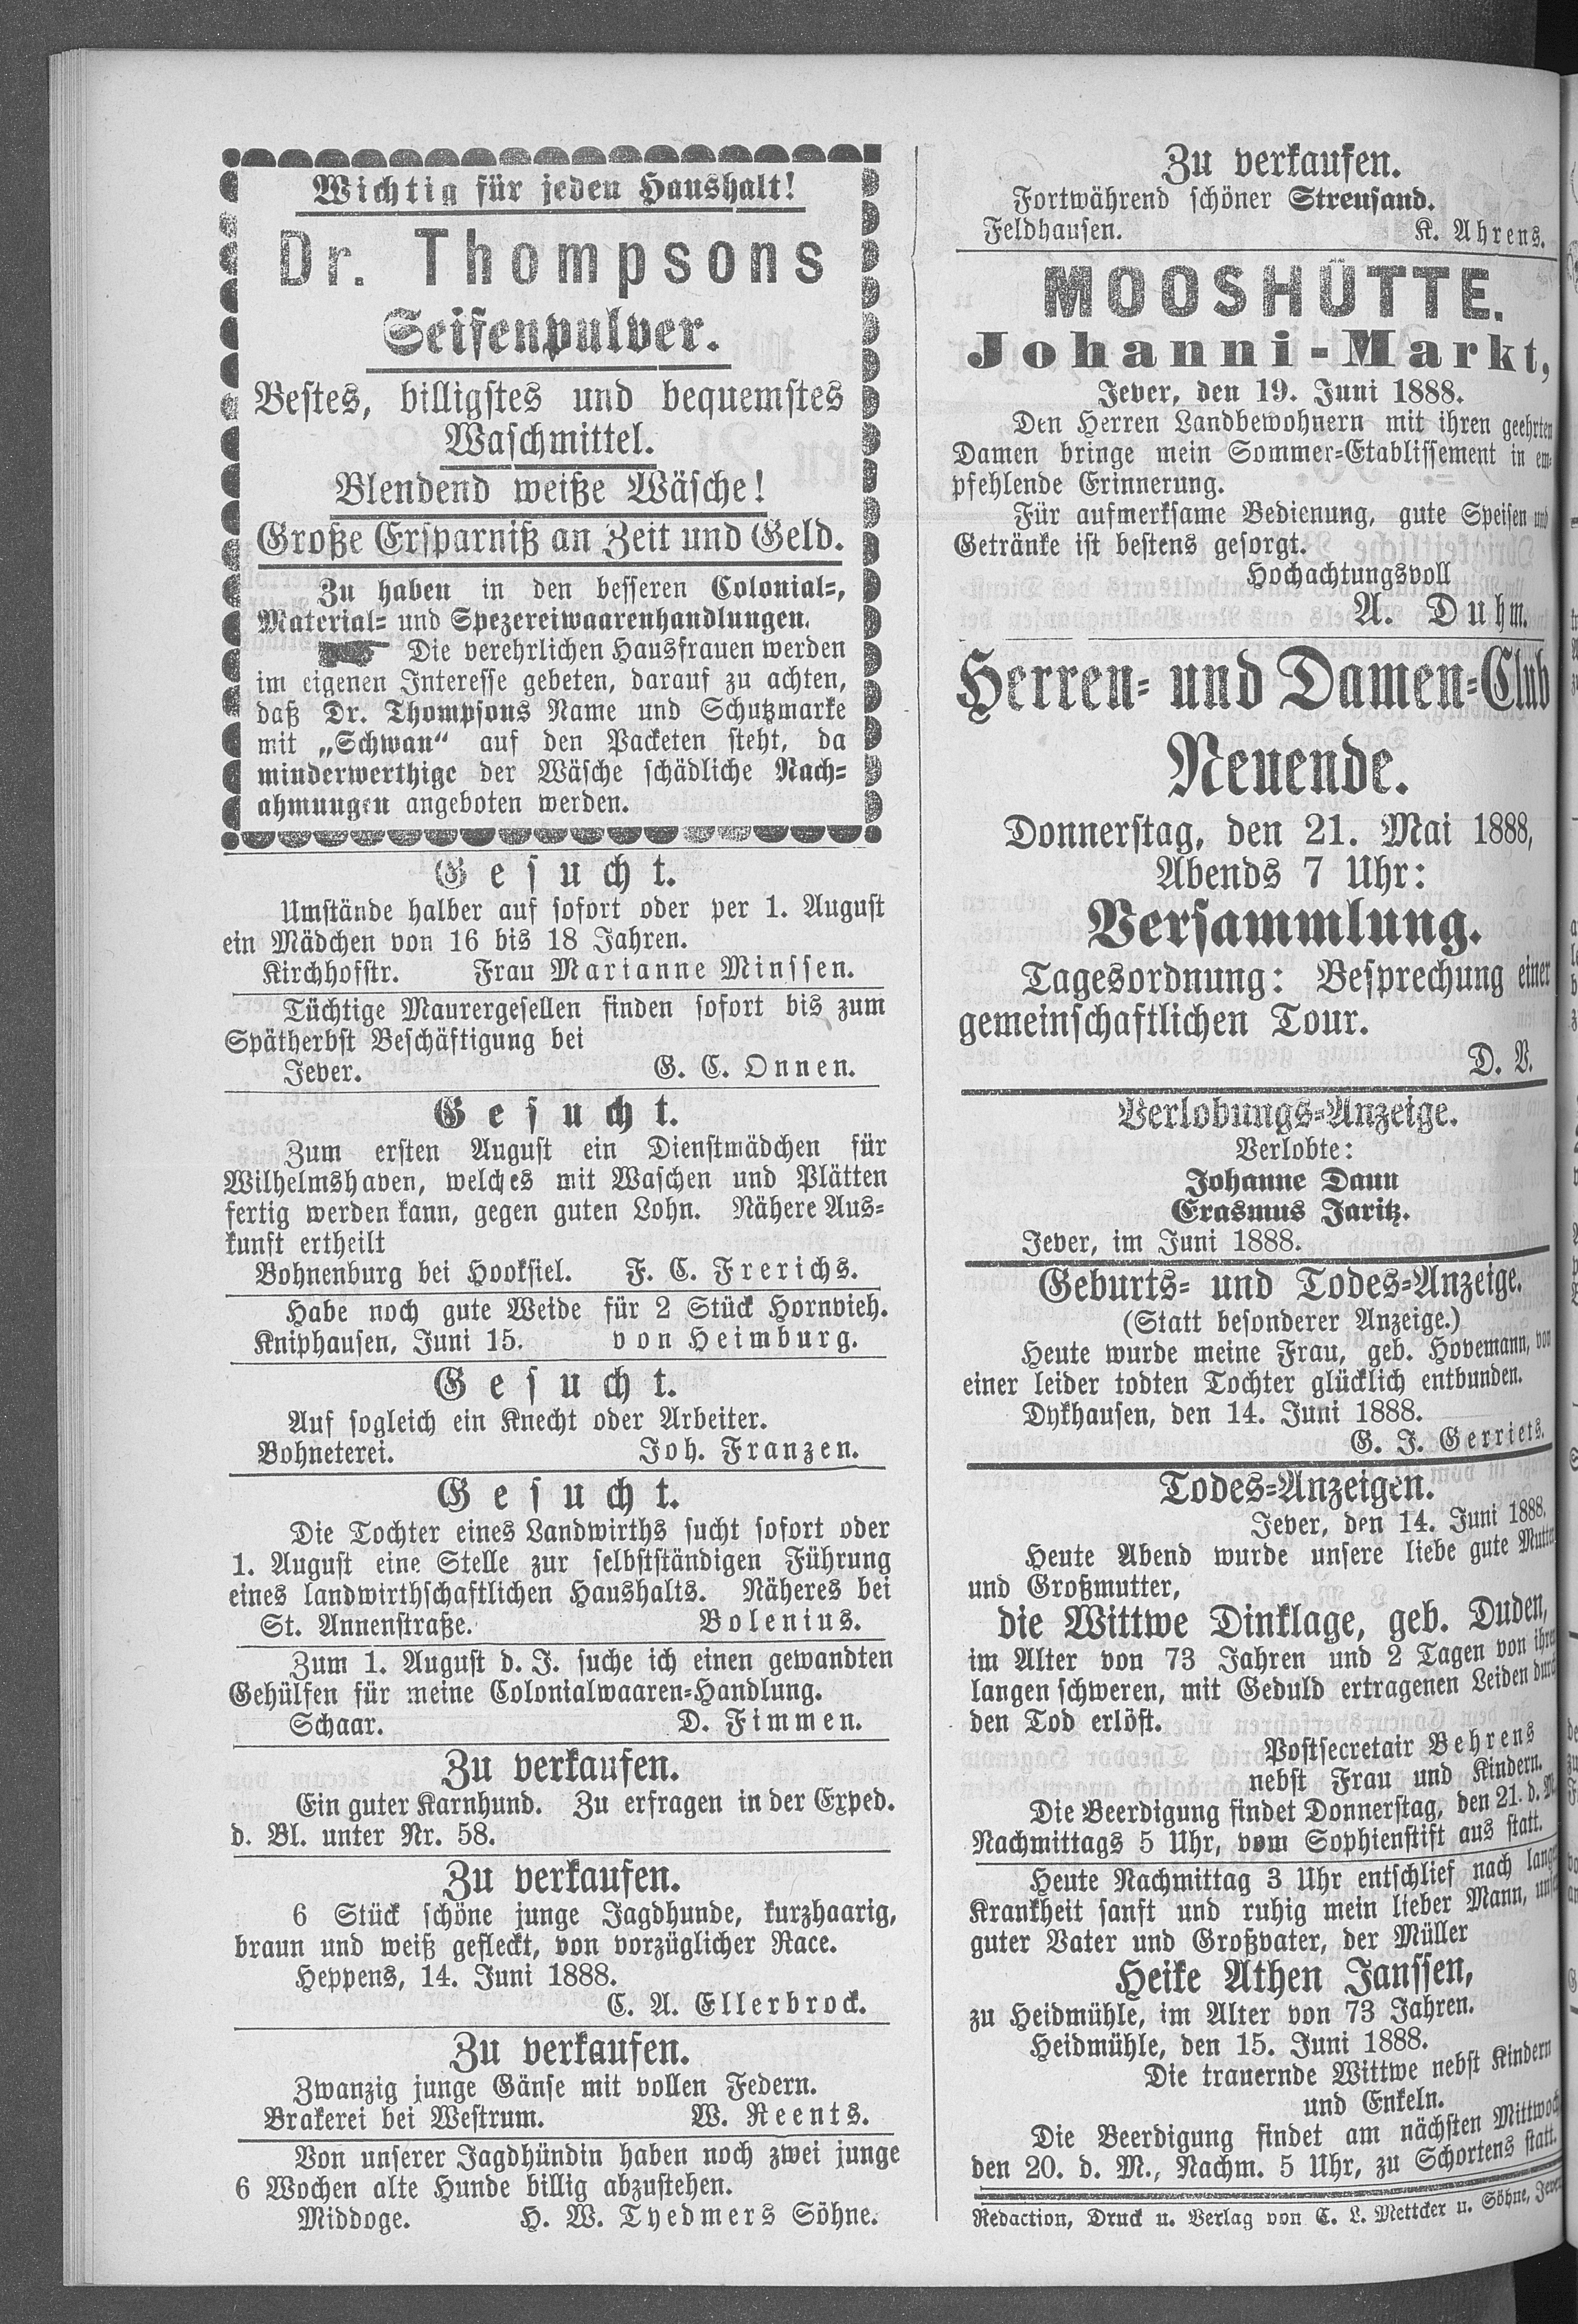 Wichtig für jeden Haushalt!
Dr. Thompsons
Seifenpulver.
Bestes, billigstes und bequemstes
Waschmittel.
Blendend weiße Wäsche!
Große Ersparniß an Zeit und Geld.
Zu haben in den besseren Colonial-,
Material- und Spezereiwaarenhandlungen.
Die verehrlichen Hausfrauen werden
im eigenen Interesse gebeten, darauf zu achten,
daß Dr. Thompsons Name und Schutzmarke
mit „Schwan“ auf den Packeten steht, da
minderwerthige der Wäsche schädliche Nach-
ahmungen angeboten werden.
Gesucht.
Umstände halber auf sofort oder per 1. August
ein Mädchen von 16 bis 18 Jahren.
Kirchhofstr. Frau Marianne Minssen.
Tüchtige Maurergesellen finden sofort bis zum
Spätherbst Beschäftigung bei
Jever. G. C. Onnen.
Gesucht.
Zum ersten August ein Dienstmädchen für
Wilhelmshaven, welches mit Waschen und Plätten
fertig werden kann, gegen guten Lohn. Nähere Aus-
kunft ertheilt
Bohnenburg bei Hooksiel. F. C. Frerichs.
Habe noch gute Weide für 2 Stück Hornvieh.
Kniphausen, Juni 15. von Heimburg.
Gesucht.
Auf sogleich ein Knecht oder Arbeiter.
Bohneterei. Joh. Franzen.
Gesucht.
Die Tochter eines Landwirths sucht sofort oder
1. August eine Stelle zur selbstständigen Führung
eines landwirthschaftlichen Haushalts. Näheres bei
St. Annenstraße. Bolenius.
Zum 1. August d. J. suche ich einen gewandten
Gehülfen für meine Colonialwaaren-Handlung.
Schaar. D. Fimmen.
Zu verkaufen.
Ein guter Karnhund. Zu erfragen in der Exped.
d. Bl. unter Nr. 58.
Zu verkaufen.
6 Stück schöne junge Jagdhunde, kurzhaarig,
braun und weiß gefleckt, von vorzüglicher Race.
Heppens, 14. Juni 1888.
C. A. Ellerbrock.
Zu verkaufen.
Zwanzig junge Gänse mit vollen Federn.
Brakerei bei Westrum. W. Reents.
Von unserer Jagdhündin haben noch zwei junge
6 Wochen alte Hunde billig abzustehen.
Middoge. H. W. Tyedmers Söhne.
Zu verkaufen.
Fortwährend schöner Streusand.
Feldhausen. K. Ahrens.
MOOSHÜTTE.
Johanni-Markt,
Jever, den 19. Juni 1888.
Den Herren Landbewohnern mit ihren geehrten
Damen bringe mein Sommer-Etablissement in em-
pfehlende Erinnerung.
Für aufmerksame Bedienung, gute Speisen und
Getränke ist bestens gesorgt.
Hochachtungsvoll
A. Duhm.
Herren- und Damen-Club
Neuende.
Donnerstag, den 21. Mai 1888,
Abends 7 Uhr:
Versammlung.
Tagesordnung: Besprechung einer
gemeinschaftlichen Tour.
D. V.
Verlobungs-Anzeige.
Verlobte:
Johanne Dann
Erasmus Jaritz.
Jever, im Juni 1888.
Geburts- und Todes-Anzeige.
(Statt besonderer Anzeige.)
Heute wurde meine Frau, geb. Hovemann, von
einer leider todten Tochter glücklich entbunden.
Dykhausen, den 14. Juni 1888.
G. J. Gerriets.
Todes-Anzeigen.
Jever, den 14. Juni 1888.
Heute Abend wurde unsere liebe gute Mutter
und Großmutter,
die Wittwe Dinklage, geb. Duden,
im Alter von 73 Jahren und 2 Tagen von ihren
langen schweren, mit Geduld ertragenen Leiden durch
den Tod erlöst.
Postsecretair Behrens
nebst Frau und Kindern.
Die Beerdigung findet Donnerstag, den 21. d. M.
Nachmittags 5 Uhr, vom Sophienstift aus statt.
Heute Nachmittag 3 Uhr entschlief nach langer
Krankheit sanft und ruhig mein lieber Mann, unser
guter Vater und Großvater, der Müller
Heike Athen Janssen,
zu Heidmühle, im Alter von 73 Jahren.
Heidmühle, den 15. Juni 1888.
Die trauernde Wittwe nebst Kindern
und Enkeln.
Die Beerdigung findet am nächsten Mittwoch
den 20. d. M., Nachm. 5 Uhr, zu Schortens statt.
Redaction, Druck u. Verlag von C. L. Mettcker u. Söhne, Jever